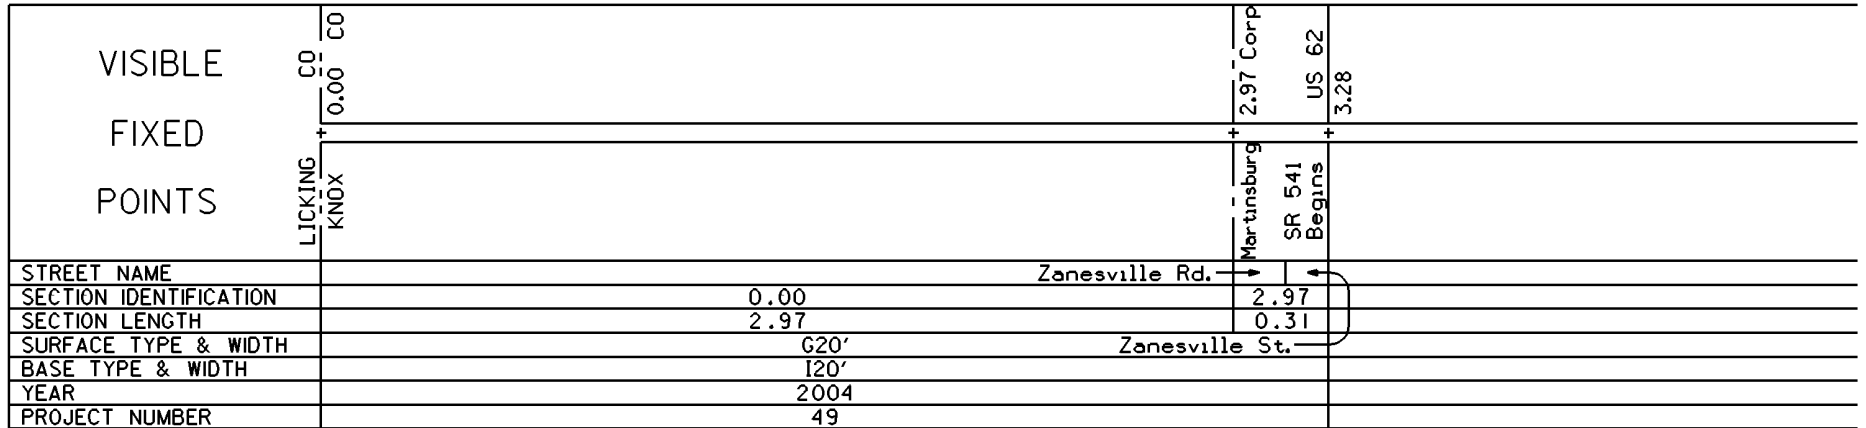 VISIBLE
FIXED
POINTS
LICKING CO
KNOX 0.00 CO
Martinsburg 2.97 Corp
SR 541
Begins
US 62
3.28
STREET NAME
Zanesville Rd.
SECTION IDENTIFICATION 0.00 2.97
SECTION LENGTH 2.97 0.31
SURFACE TYPE & WIDTH G20' Zanesville St.
BASE TYPE & WIDTH I20'
YEAR 2004
PROJECT NUMBER 49